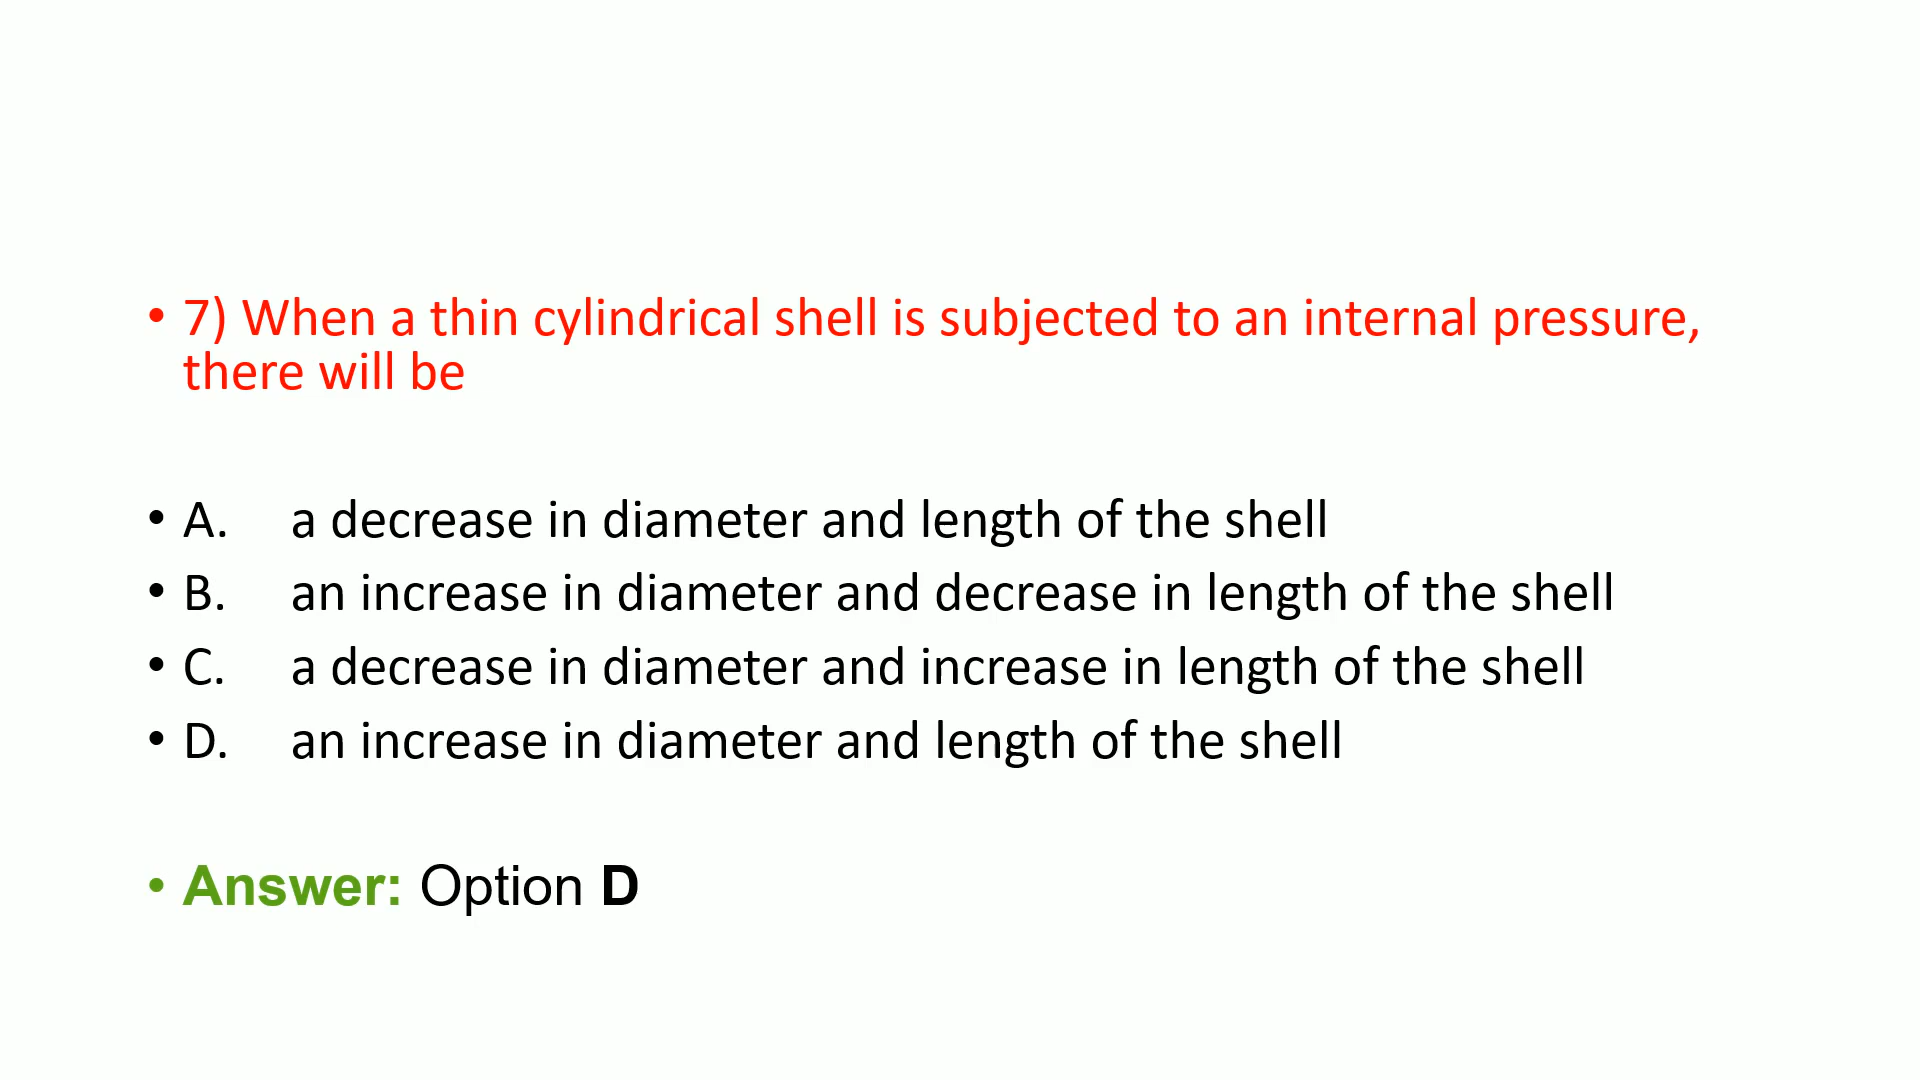 • 7) When a thin cylindrical shell is subjected to an internal pressure,
there will be
• A. a decrease in diameter and length of the shell
• B. an increase in diameter and decrease in length of the shell
• C. a decrease in diameter and increase in length of the shell
• D. an increase in diameter and length of the shell
• Answer: Option D